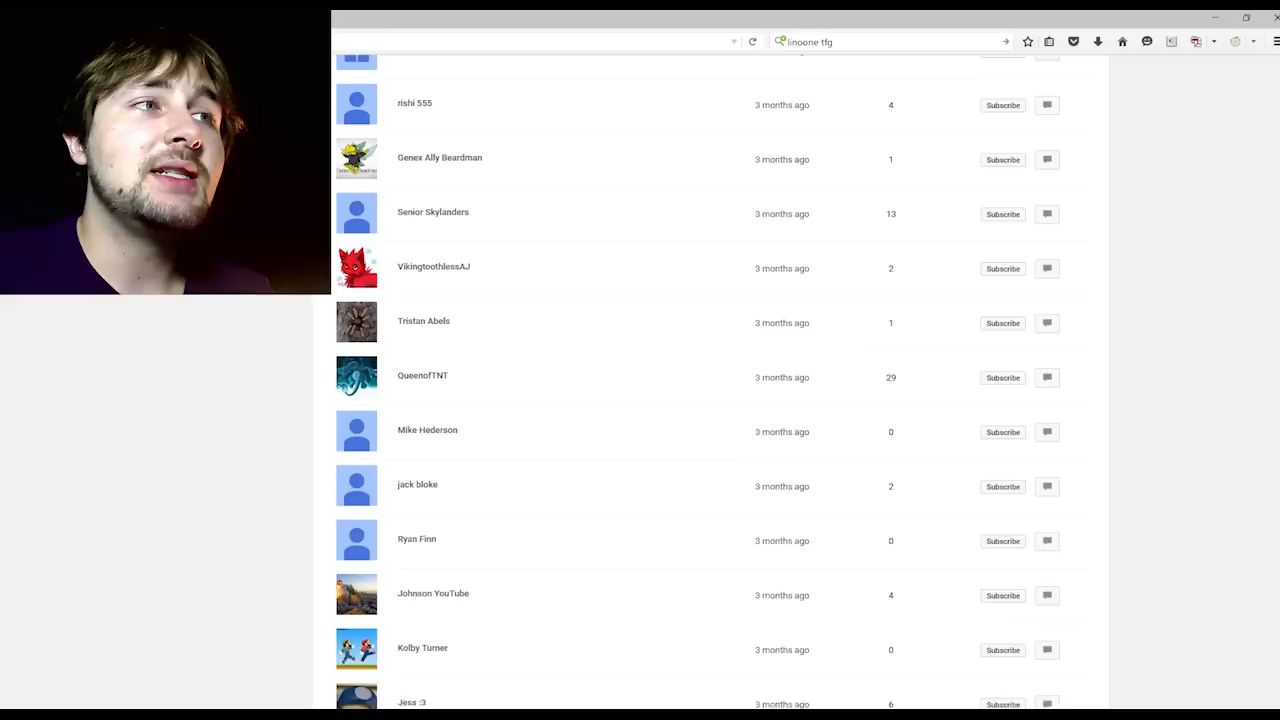 linoone tfg
rishi 555 3 months ago 4 Subscribe
Genex Ally Beardman 3 months ago 1 Subscribe
Senior Skylanders 3 months ago 13 Subscribe
VikingtoothlessAJ 3 months ago 2 Subscribe
Tristan Abels 3 months ago 1 Subscribe
QueenofTNT 3 months ago 29 Subscribe
Mike Hederson 3 months ago 0 Subscribe
jack bloke 3 months ago 2 Subscribe
Ryan Finn 3 months ago 0 Subscribe
Johnson YouTube 3 months ago 4 Subscribe
Kolby Turner 3 months ago 0 Subscribe
Jess :3 3 months ago 6 Subscribe